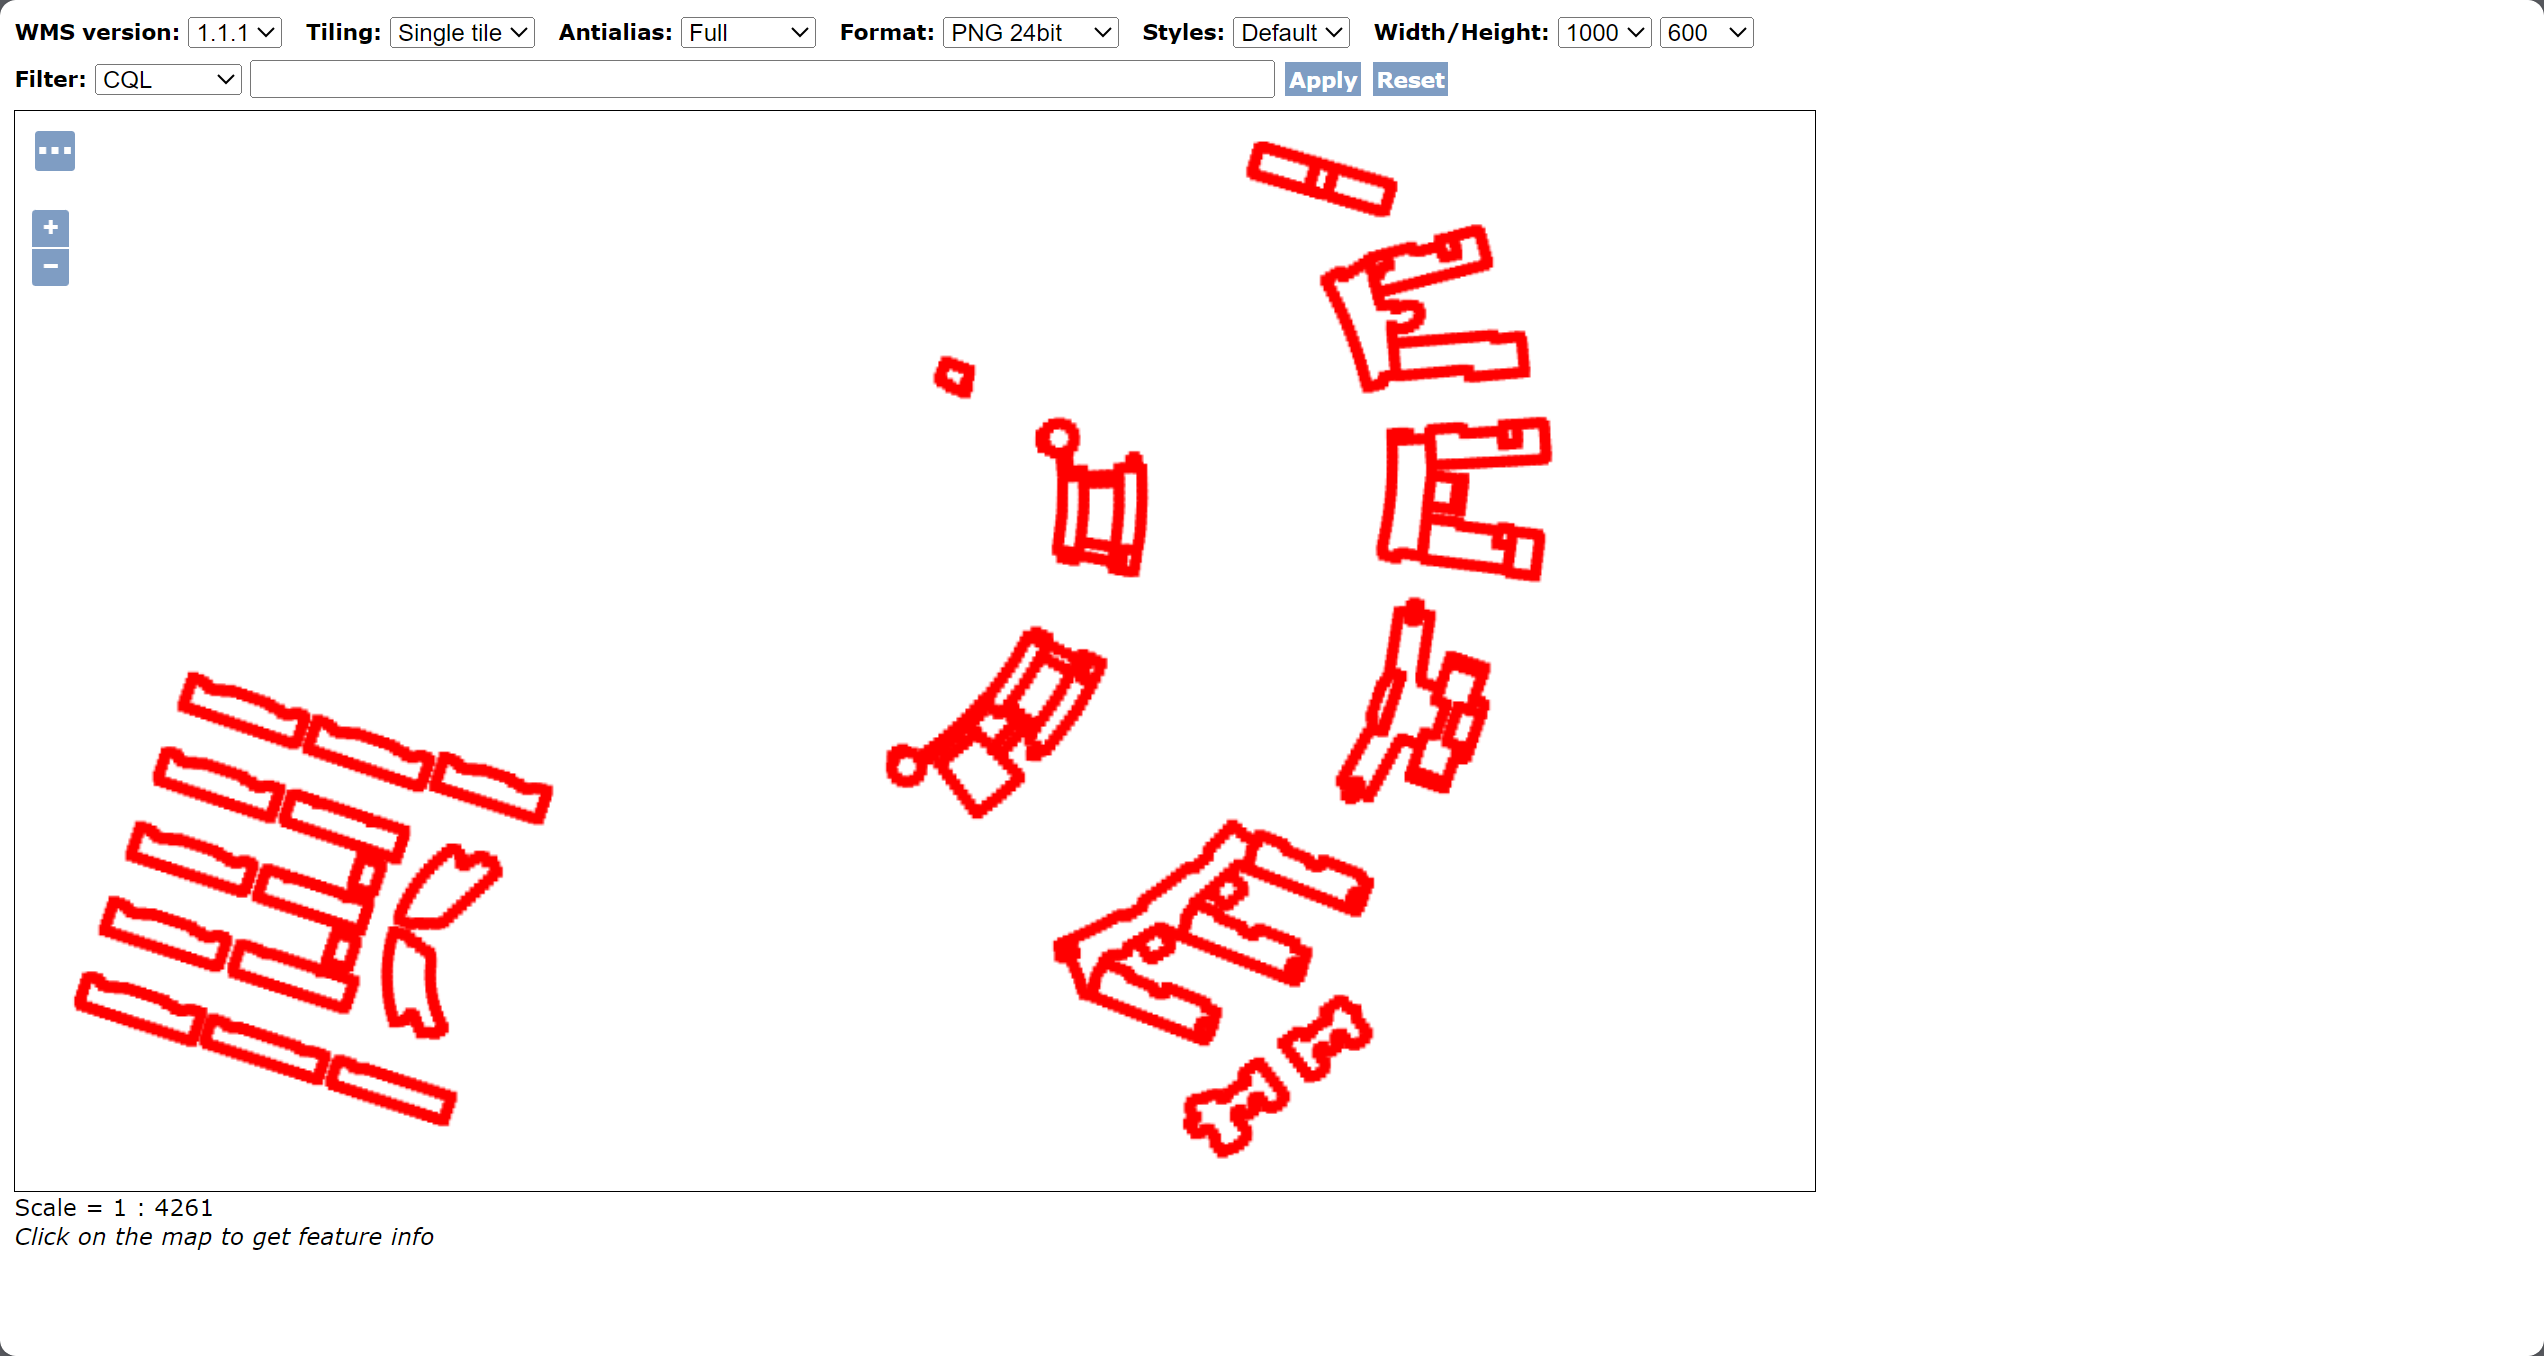 WMS version: 1.1.1 Tiling: Single tile Antialias: Full Format: PNG 24bit Styles: Default Width/Height: 1000 600
Filter: CQL Apply Reset
...
+
−
Scale = 1 : 4261
Click on the map to get feature info